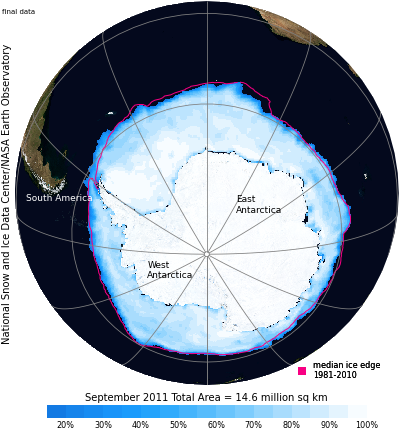 final data
National Snow and Ice Data Center/NASA Earth Observatory
South America
East
Antarctica
West
Antarctica
median ice edge
1981-2010
September 2011 Total Area = 14.6 million sq km
20% 30% 40% 50% 60% 70% 80% 90% 100%